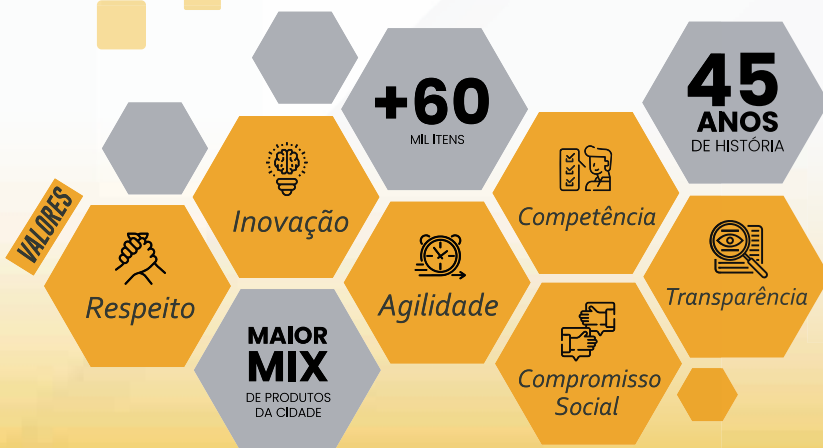 VALORES
Respeito
Inovação
MAIOR
MIX
DE PRODUTOS
DA CIDADE
+60
MIL ITENS
Agilidade
Competência
Compromisso
Social
45
ANOS
DE HISTÓRIA
Transparência